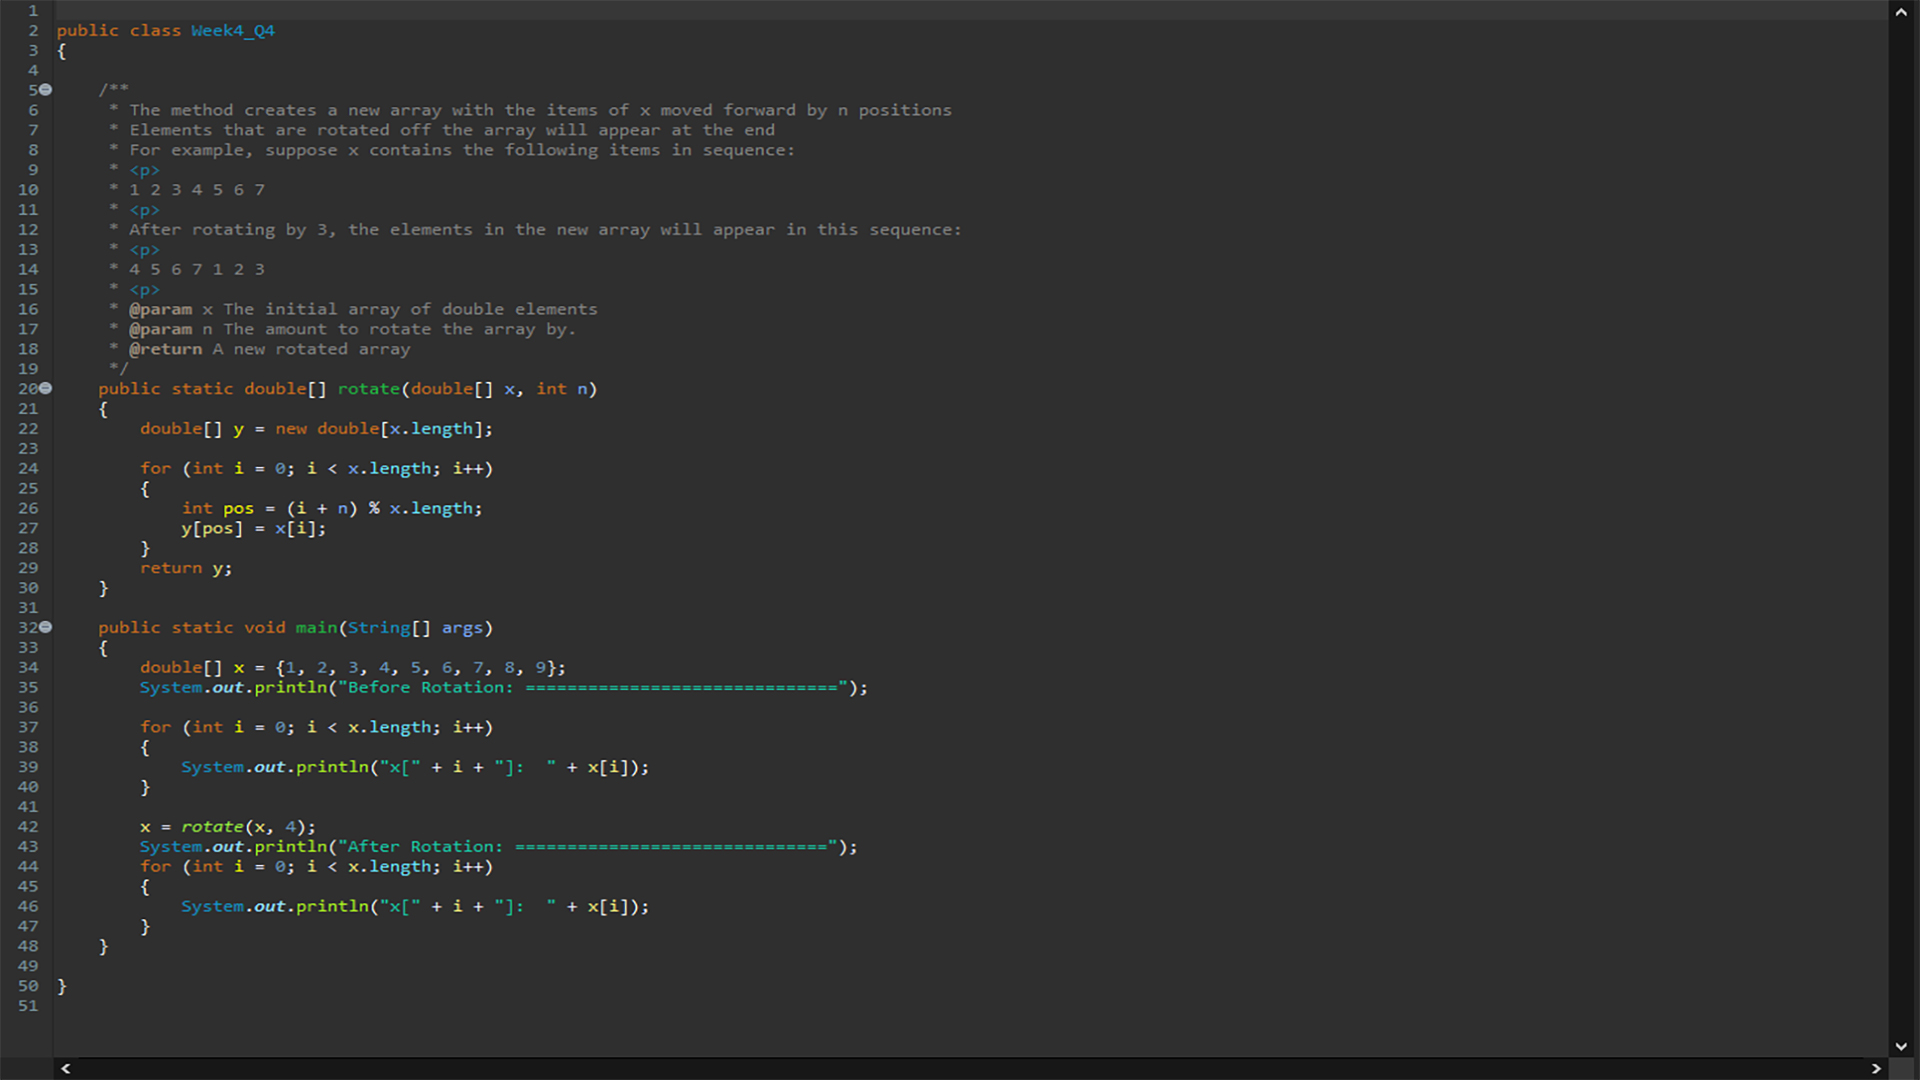 1
2 public class Week4_Q4
3 {
4
5 /**
6 * The method creates a new array with the items of x moved forward by n positions
7 * Elements that are rotated off the array will appear at the end
8 * For example, suppose x contains the following items in sequence:
9 * <p>
10 * 1 2 3 4 5 6 7
11 * <p>
12 * After rotating by 3, the elements in the new array will appear in this sequence:
13 * <p>
14 * 4 5 6 7 1 2 3
15 * <p>
16 * @param x The initial array of double elements
17 * @param n The amount to rotate the array by.
18 * @return A new rotated array
19 */
20 public static double[] rotate(double[] x, int n)
21 {
22 double[] y = new double[x.length];
23
24 for (int i = 0; i < x.length; i++)
25 {
26 int pos = (i + n) % x.length;
27 y[pos] = x[i];
28 }
29 return y;
30 }
31
32 public static void main(String[] args)
33 {
34 double[] x = {1, 2, 3, 4, 5, 6, 7, 8, 9};
35 System.out.println("Before Rotation: ==============================");
36
37 for (int i = 0; i < x.length; i++)
38 {
39 System.out.println("x[" + i + "]:  " + x[i]);
40 }
41
42 x = rotate(x, 4);
43 System.out.println("After Rotation: ==============================");
44 for (int i = 0; i < x.length; i++)
45 {
46 System.out.println("x[" + i + "]:  " + x[i]);
47 }
48 }
49
50 }
51